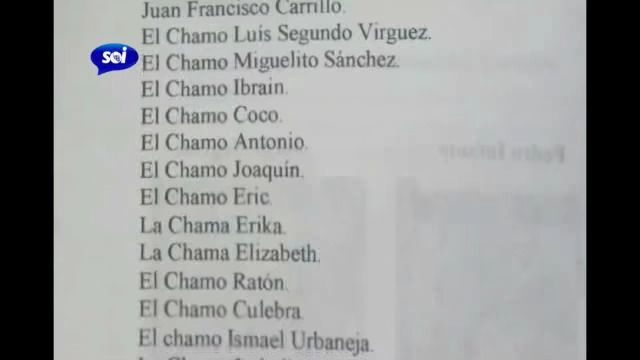 Juan Francisco Carrillo.
El Chamo Luís Segundo Virguez.
El Chamo Miguelito Sánchez.
El Chamo Ibrain.
El Chamo Coco.
El Chamo Antonio.
El Chamo Joaquín.
El Chamo Eric.
La Chama Erika.
La Chama Elizabeth.
El Chamo Ratón.
El Chamo Culebra
El chamo Ismael Urbaneja.
soi